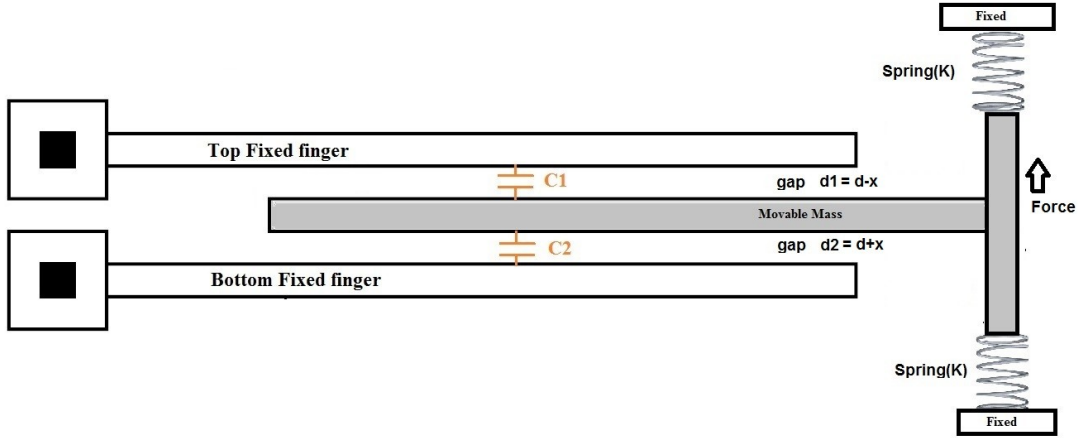 Fixed
Spring(K)
Top Fixed finger
C1
gap d1 = d-x
Force
Movable Mass
C2
gap d2 = d+x
Bottom Fixed finger
Spring(K)
Fixed